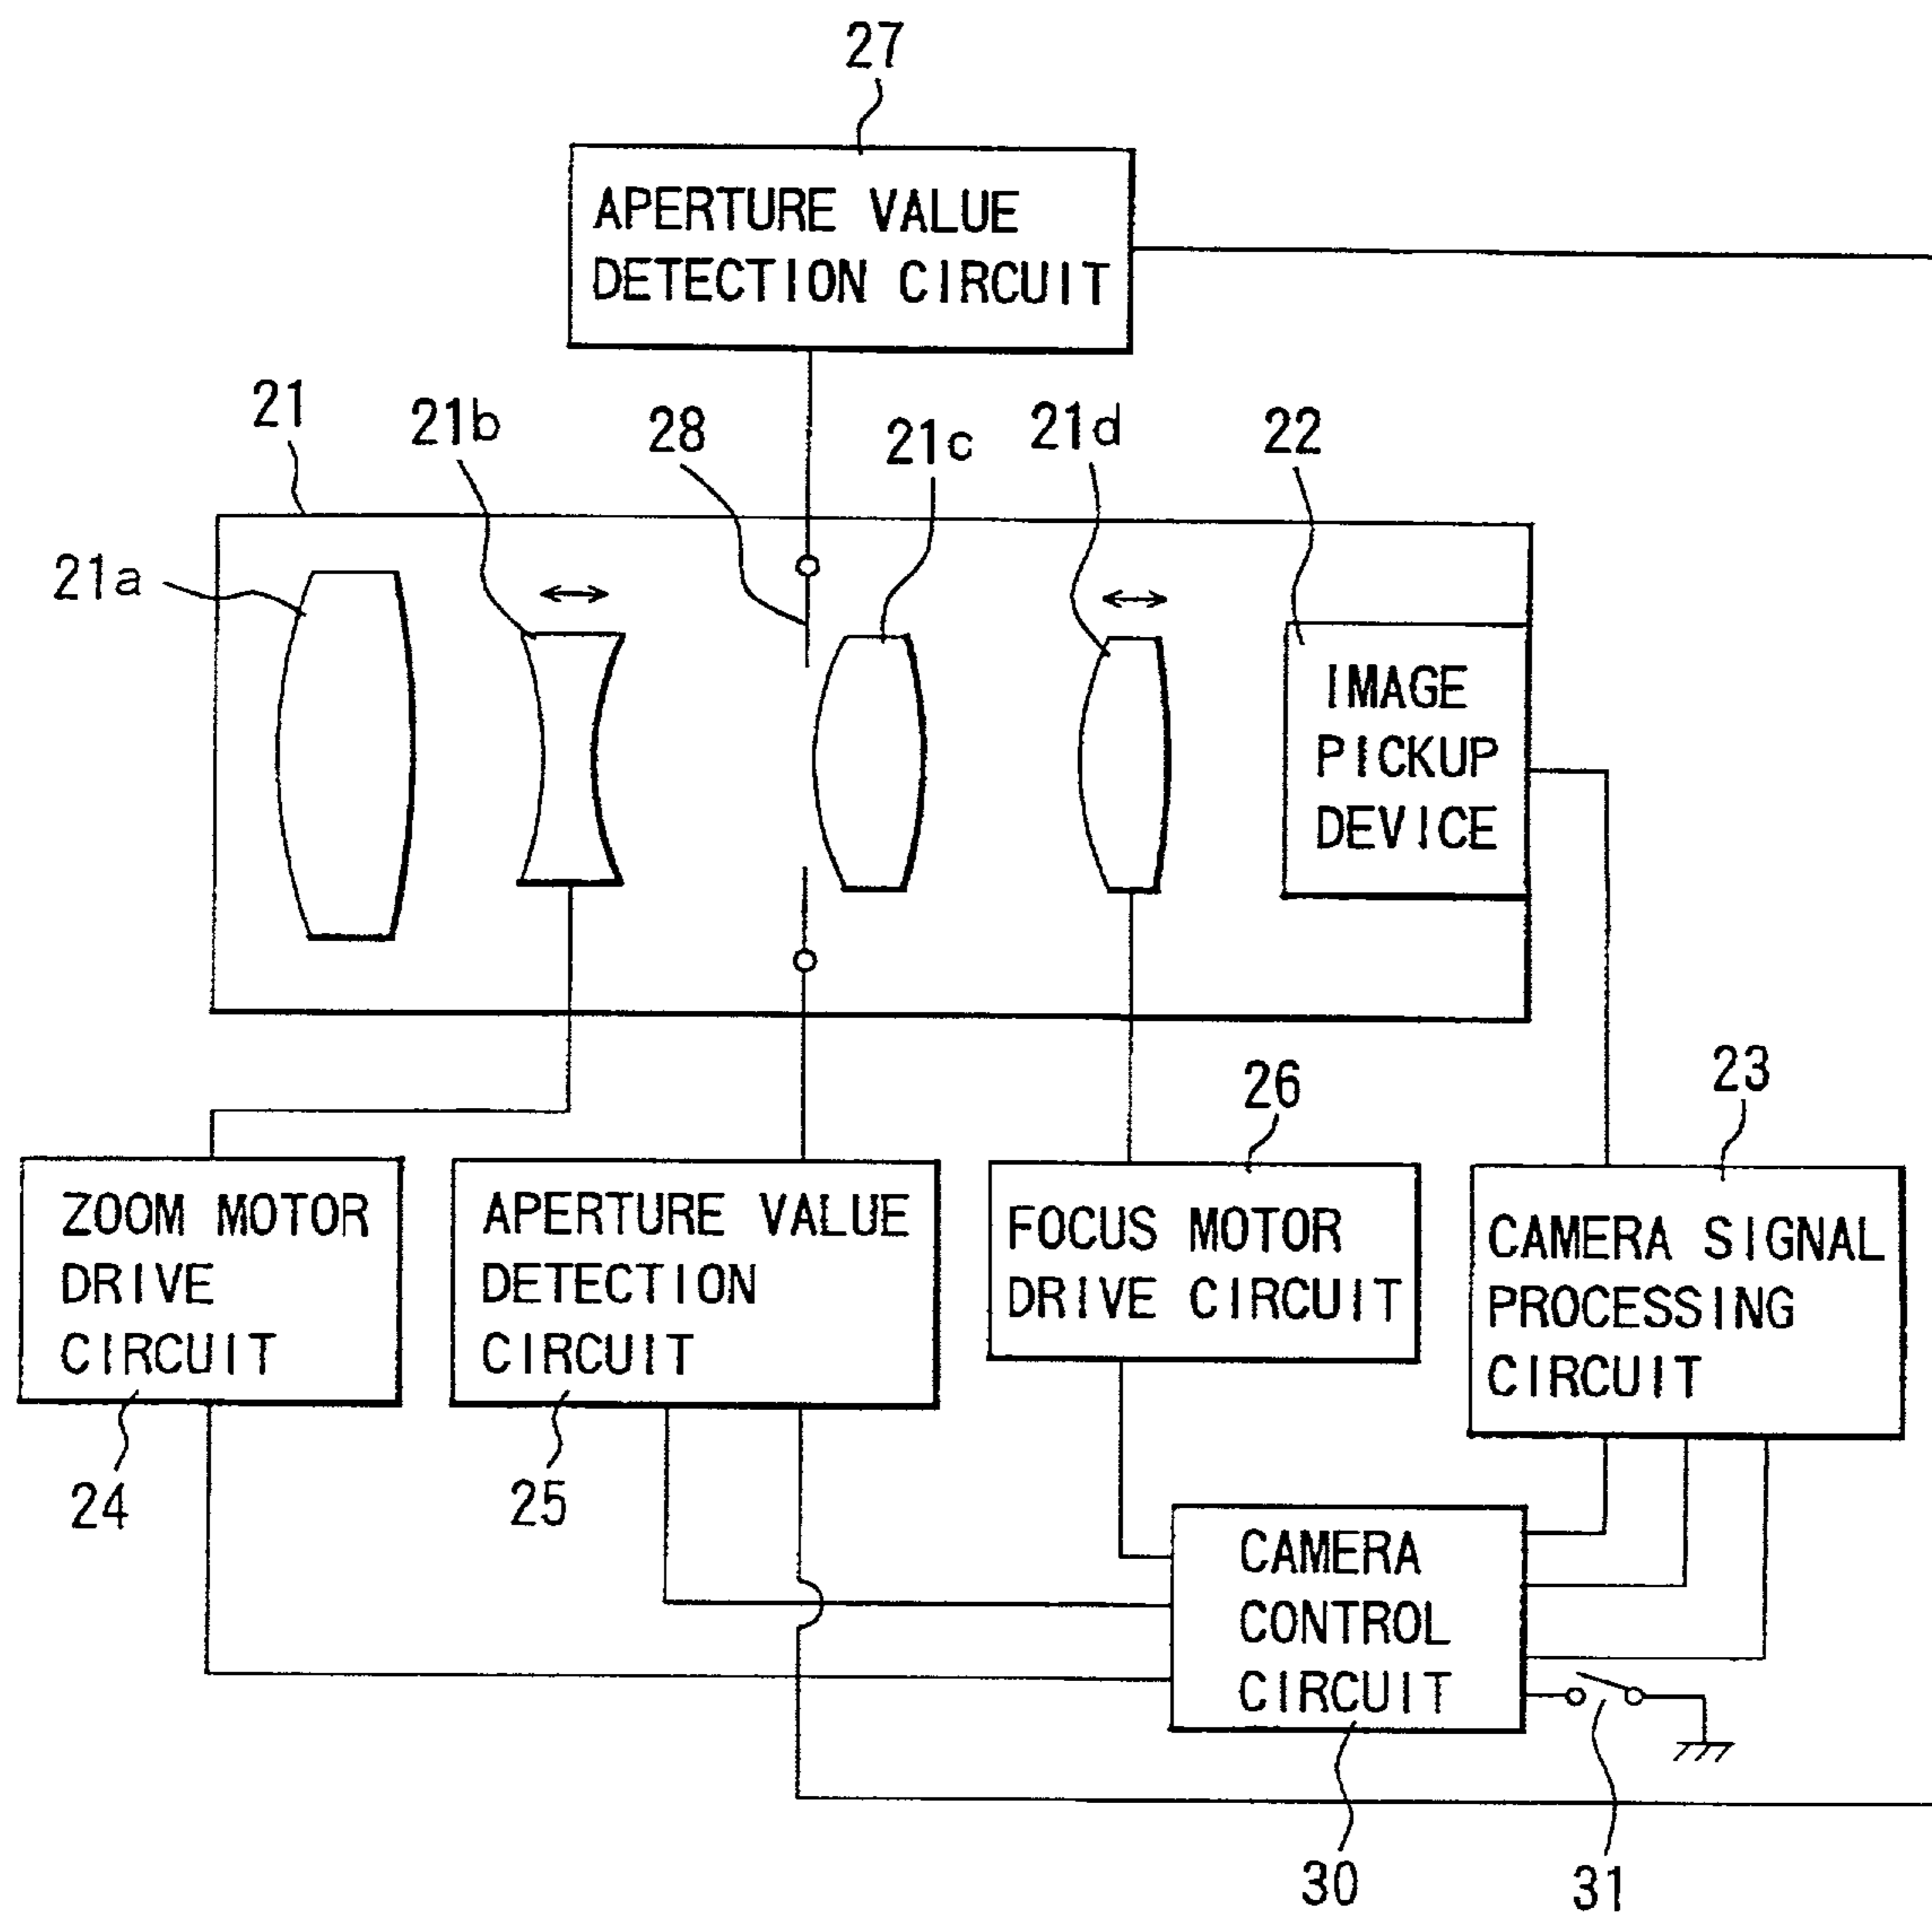 27
APERTURE VALUE
DETECTION CIRCUIT
21
21b
28
21c
21d
22
21a
IMAGE
PICKUP
DEVICE
26
23
ZOOM MOTOR
DRIVE
CIRCUIT
APERTURE VALUE
DETECTION
CIRCUIT
FOCUS MOTOR
DRIVE CIRCUIT
CAMERA SIGNAL
PROCESSING
CIRCUIT
24
25
CAMERA
CONTROL
CIRCUIT
30
31